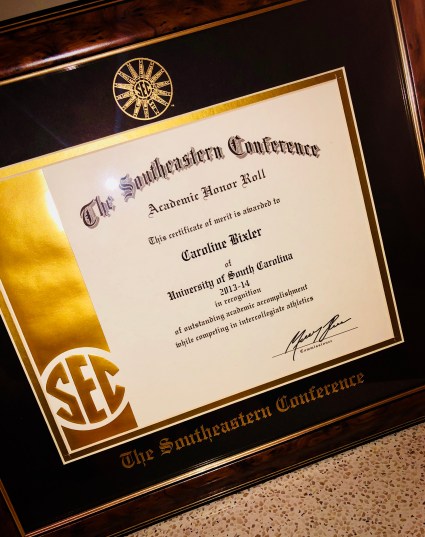 SEC
The Southeastern Conference
Academic Honor Roll
This certificate of merit is awarded to
Caroline Bixler
of
University of South Carolina
2013-14
in recognition
of outstanding academic accomplishment
while competing in intercollegiate athletics
Commissioner
SEC
The Southeastern Conference